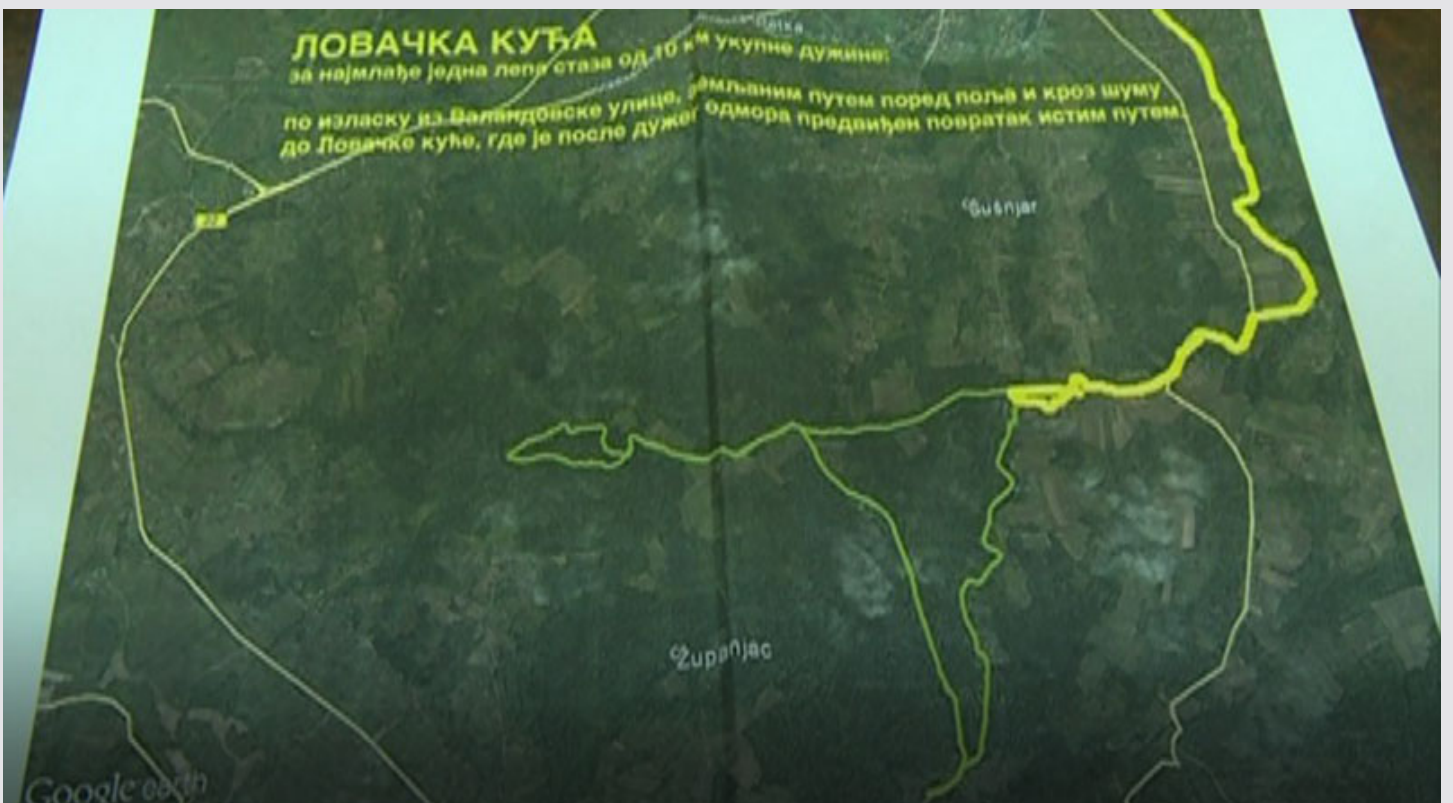 ЛОВАЧКА КУЋА
за најмлађе једна лепа стаза од 10 км укупне дужине:
по изласку из Валандовске улице, земљаним путем поред поља и кроз шуму
до Ловачке куће, где је после дужег одмора предвиђен повратак истим путем.
Šušnjar
22
Županjac
Google earth